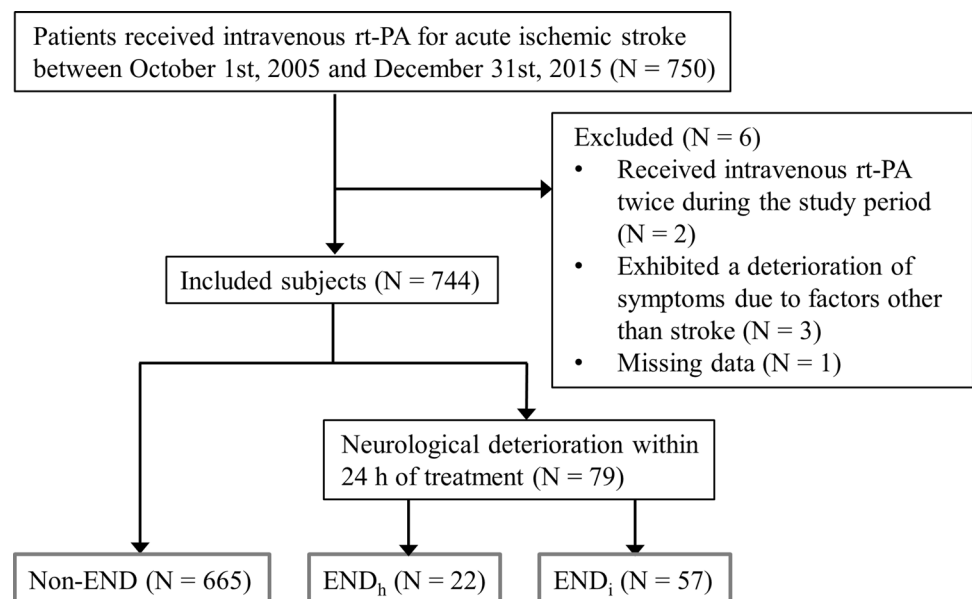 Patients received intravenous rt-PA for acute ischemic stroke
between October 1st, 2005 and December 31st, 2015 (N = 750)
Excluded (N = 6)
• Received intravenous rt-PA
twice during the study period
(N = 2)
• Exhibited a deterioration of
symptoms due to factors other
than stroke (N = 3)
• Missing data (N = 1)
Included subjects (N = 744)
Neurological deterioration within
24 h of treatment (N = 79)
Non-END (N = 665)
ENDh (N = 22)
ENDi (N = 57)